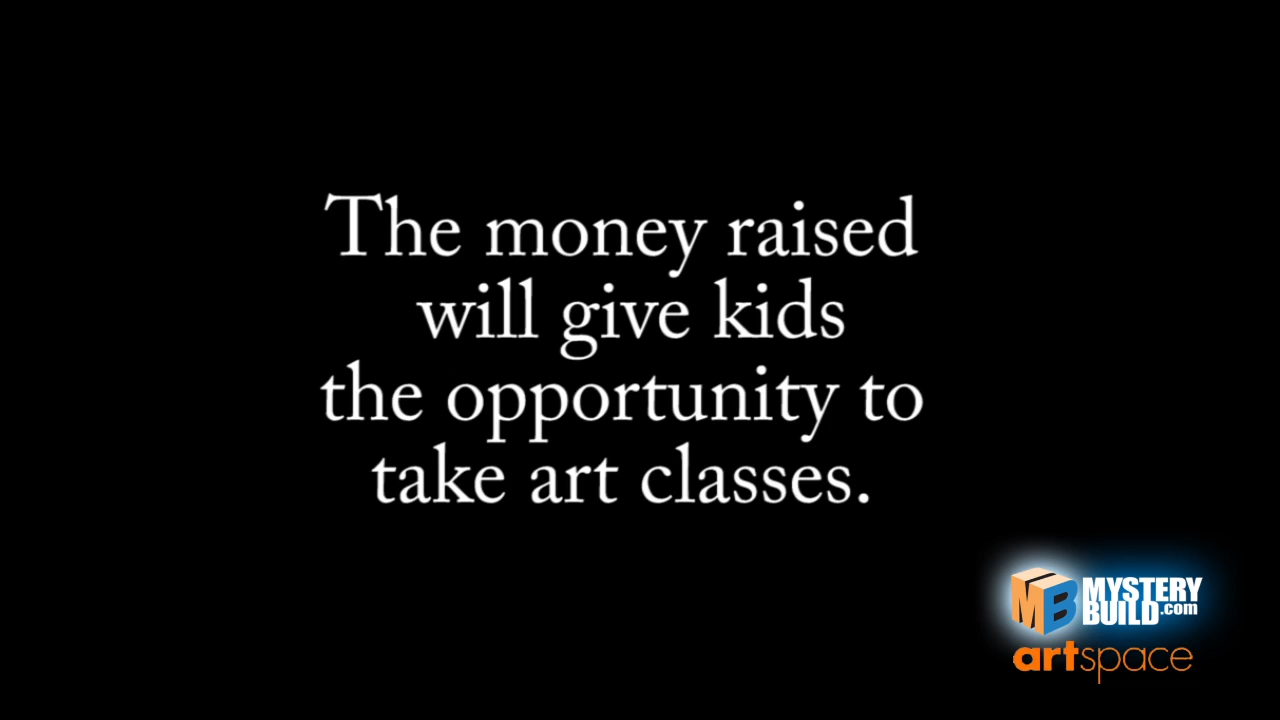 The money raised
will give kids
the opportunity to
take art classes.
MB
MYSTERY
BUILD.com
artspace